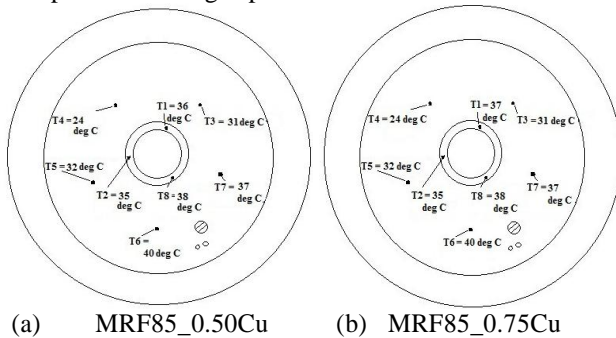 T1 = 36
deg C
T4 = 24
deg C
T3 = 31deg C
T5 = 32 deg C
T7 = 37
deg C
T2 = 35
deg C
T8 = 38
deg C
T6 =
40 deg C
T1 = 37
deg C
T4 = 24 deg C
T3 = 31 deg C
T5 = 32 deg C
T7 = 37
deg C
T2 = 35
deg C
T8 = 38
deg C
T6 = 40 deg C
(a) MRF85_0.50Cu (b) MRF85_0.75Cu